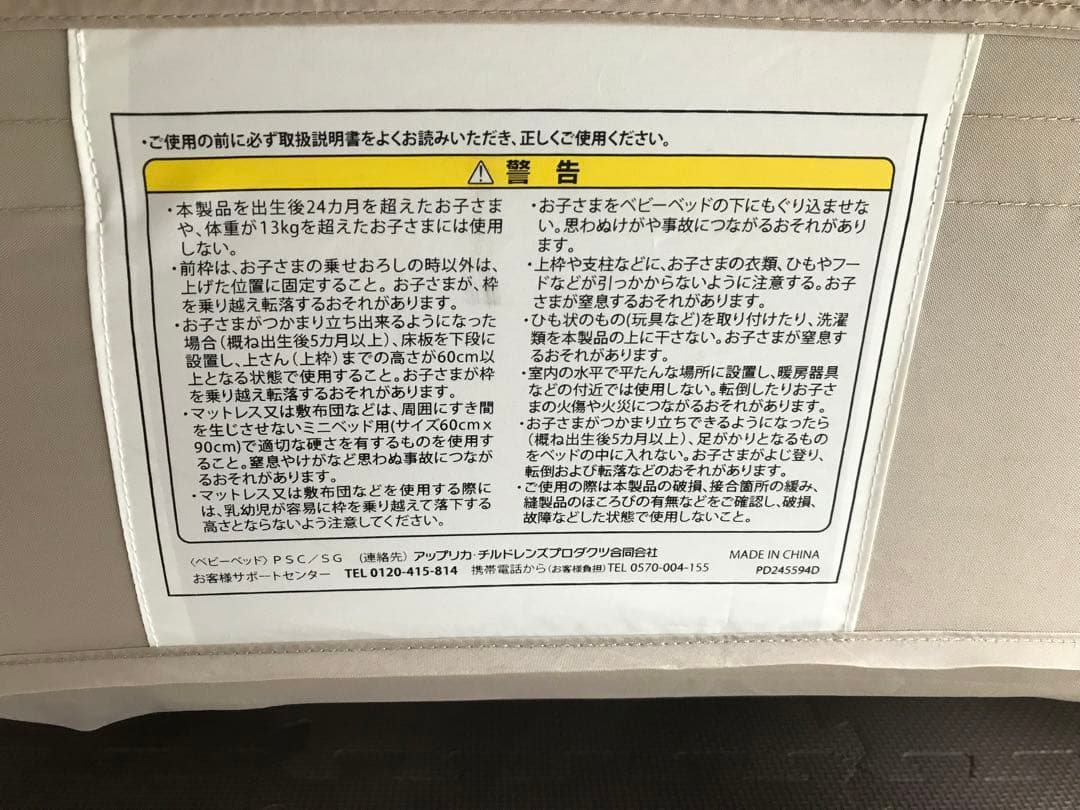 ・ご使用の前に必ず取扱説明書をよくお読みいただき、正しくご使用ください。
⚠ 警 告
・本製品を出生後24カ月を超えたお子さま
や、体重が13kgを超えたお子さまには使用
しない。
・前枠は、お子さまの乗せおろしの時以外は、
上げた位置に固定すること。お子さまが、枠
を乗り越え転落するおそれがあります。
・お子さまがつかまり立ち出来るようになった
場合(概ね出生後5カ月以上)、床板を下段に
設置し、上さん(上枠)までの高さが60cm以
上となる状態で使用すること。お子さまが枠
を乗り越え転落するおそれがあります。
・マットレス又は敷布団などは、周囲にすき間
を生じさせないミニベッド用(サイズ60cmx
90cm)で適切な硬さを有するものを使用す
ること。窒息やけがなど思わぬ事故につなが
るおそれがあります。
・マットレス又は敷布団などを使用する際に
は、乳幼児が容易に枠を乗り越えて落下する
高さとならないよう注意してください。
・お子さまをベビーベッドの下にもぐり込ませな
い。思わぬけがや事故につながるおそれがあり
ます。
・上枠や支柱などに、お子さまの衣類、ひもやフー
ドなどが引っかからないように注意する。お子
さまが窒息するおそれがあります。
・ひも状のもの(玩具など)を取り付けたり、洗濯
類を本製品の上に干さない。お子さまが窒息す
るおそれがあります。
・室内の水平で平たんな場所に設置し、暖房器具
などの付近では使用しない。転倒したりお子さ
まの火傷や火災につながるおそれがあります。
・お子さまがつかまり立ちできるようになったら
(概ね出生後5カ月以上)、足がかりとなるもの
をベッドの中に入れない。お子さまがよじ登り、
転倒および転落などのおそれがあります。
・ご使用の際は本製品の破損、接合箇所の緩み、
縫製品のほころびの有無などをご確認し、破損、
故障などした状態で使用しないこと。
〈ベビーベッド〉PSC／SG (連絡先)アップリカ・チルドレンズプロダクツ合同会社 MADE IN CHINA
お客様サポートセンター TEL 0120-415-814 携帯電話から(お客様負担)TEL 0570-004-155 PD245594D